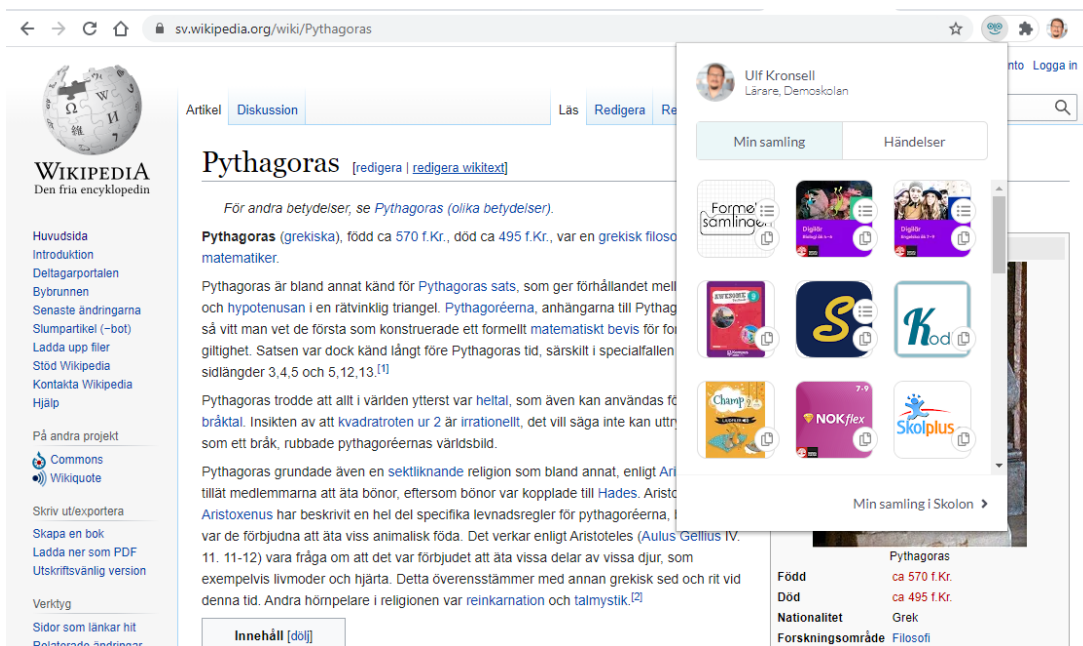 sv.wikipedia.org/wiki/Pythagoras
nto Logga in
Ulf Kronsell
Lärare, Demoskolan
Min samling
Händelser
Formel
samlingen
Digilär
Digilär
AWESOME
S
Kod
Champ
7-9
NOKflex
Skolplus
Min samling i Skolon
WIKIPEDIA
Den fria encyklopedin
Huvudsida
Introduktion
Deltagarportalen
Bybrunnen
Senaste ändringarna
Slumpartikel (−bot)
Ladda upp filer
Stöd Wikipedia
Kontakta Wikipedia
Hjälp
På andra projekt
Commons
Wikiquote
Skriv ut/exportera
Skapa en bok
Ladda ner som PDF
Utskriftsvänlig version
Verktyg
Sidor som länkar hit
Relaterade ändringar
Artikel Diskussion
Läs Redigera Re
Pythagoras [redigera | redigera wikitext]
För andra betydelser, se Pythagoras (olika betydelser).
Pythagoras (grekiska), född ca 570 f.Kr., död ca 495 f.Kr., var en grekisk filoso
matematiker.
Pythagoras är bland annat känd för Pythagoras sats, som ger förhållandet mell
och hypotenusan i en rätvinklig triangel. Pythagoréerna, anhängarna till Pythag
så vitt man vet de första som konstruerade ett formellt matematiskt bevis för for
giltighet. Satsen var dock känd långt före Pythagoras tid, särskilt i specialfallen
sidlängder 3,4,5 och 5,12,13.[1]
Pythagoras trodde att allt i världen ytterst var heltal, som även kan användas fö
bråktal. Insikten av att kvadratroten ur 2 är irrationellt, det vill säga inte kan uttry
som ett bråk, rubbade pythagoréernas världsbild.
Pythagoras grundade även en sektliknande religion som bland annat, enligt Ari
tillät medlemmarna att äta bönor, eftersom bönor var kopplade till Hades. Aristo
Aristoxenus har beskrivit en hel del specifika levnadsregler för pythagoréerna,
var de förbjudna att äta viss animalisk föda. Det verkar enligt Aristoteles (Aulus Gellius IV.
11. 11-12) vara fråga om att det var förbjudet att äta vissa delar av vissa djur, som
exempelvis livmoder och hjärta. Detta överensstämmer med annan grekisk sed och rit vid
denna tid. Andra hörnpelare i religionen var reinkarnation och talmystik.[2]
Innehåll [dölj]
Pythagoras
Född ca 570 f.Kr.
Död ca 495 f.Kr.
Nationalitet Grek
Forskningsområde Filosofi